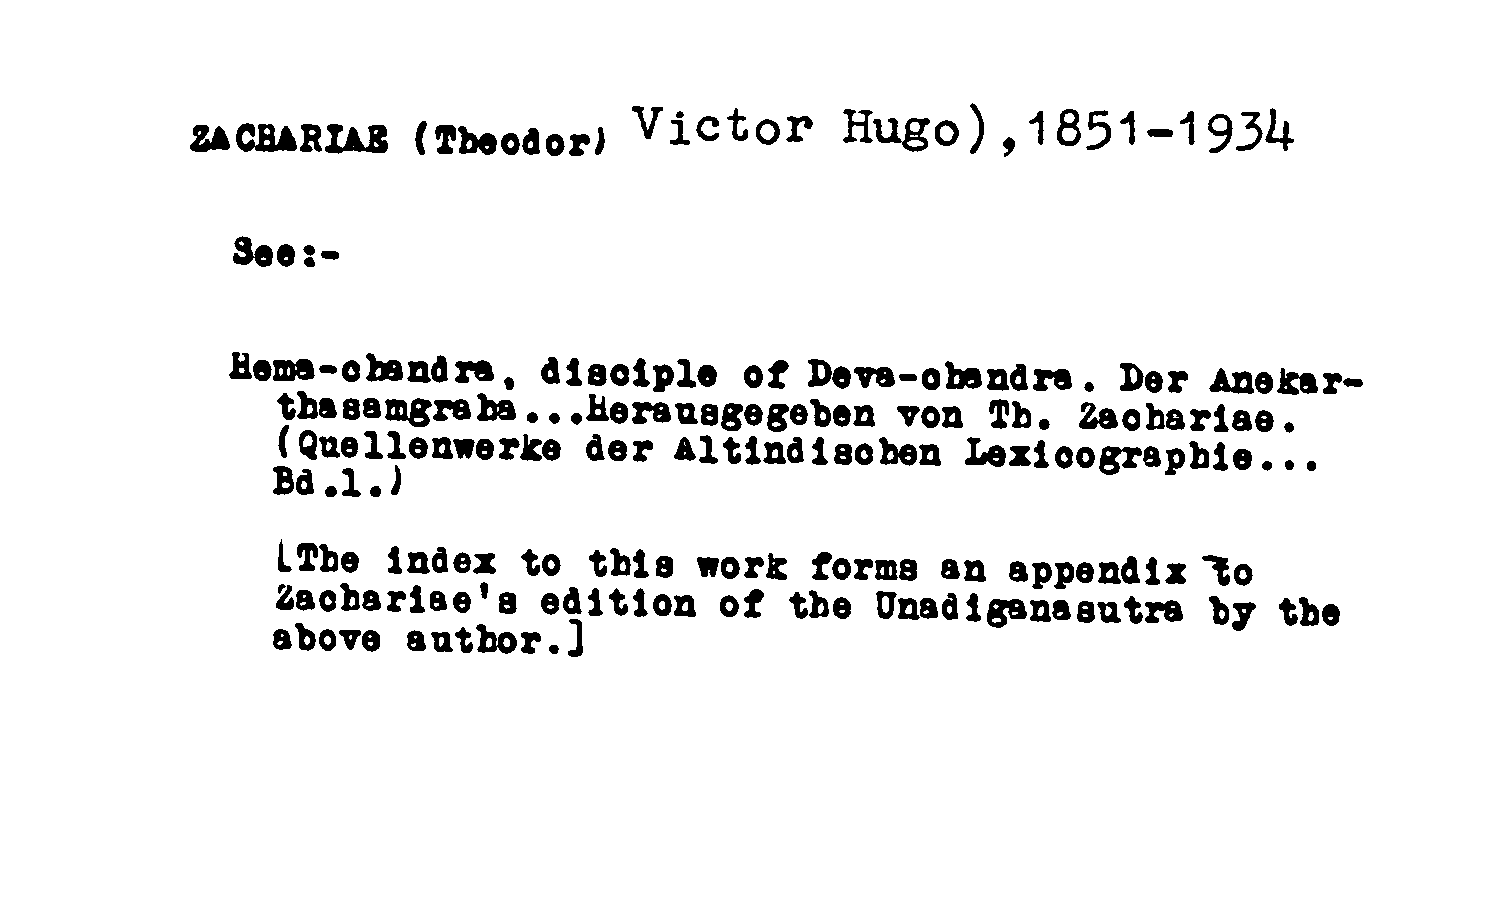 ZACHARIAE (Theodor) Victor Hugo), 1851-1934
See:-
Hema-chandra, disciple of Deva-chandra. Der Anekar-
thasamgraha...Herausgegeben von Th. Zachariae.
(Quellenwerke der Altindischen Lexicographie...
Bd.1.)
[The index to this work forms an appendix to
Zachariae's edition of the Unadiganasutra by the
above author.]